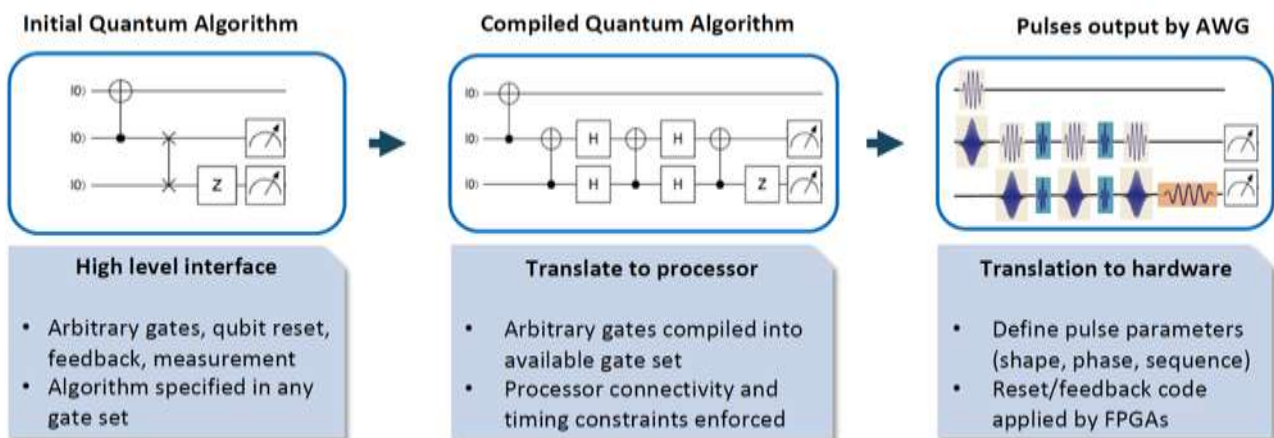 Initial Quantum Algorithm
Compiled Quantum Algorithm
Pulses output by AWG
|0⟩
|0⟩
|0⟩ Z
|0⟩
|0⟩ H H
|0⟩ H H Z
High level interface
• Arbitrary gates, qubit reset,
feedback, measurement
• Algorithm specified in any
gate set
Translate to processor
• Arbitrary gates compiled into
available gate set
• Processor connectivity and
timing constraints enforced
Translation to hardware
• Define pulse parameters
(shape, phase, sequence)
• Reset/feedback code
applied by FPGAs